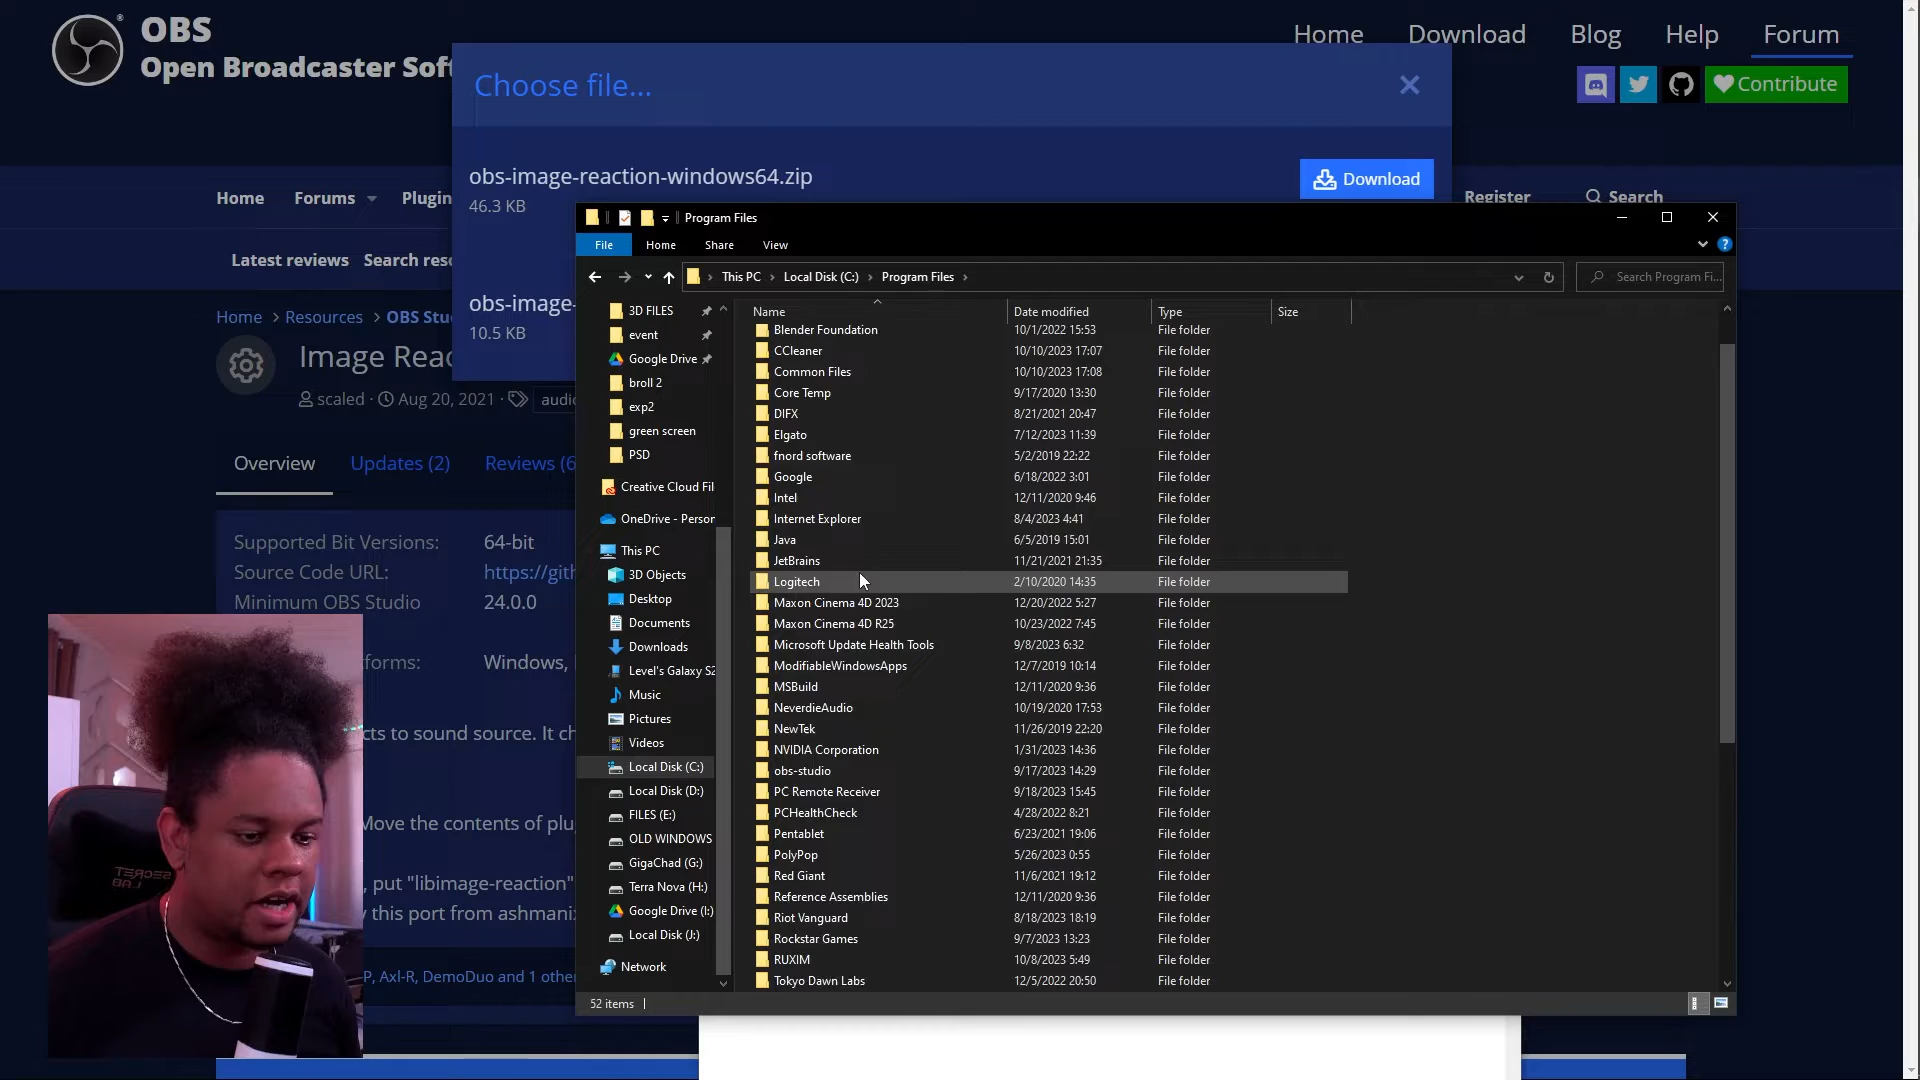 OBS
Open Broadcaster Soft
Home
Download
Blog
Help
Forum
Contribute
Choose file...
obs-image-reaction-windows64.zip
46.3 KB
Download
obs-image-
10.5 KB
Home
Forums
Plugin
Register
Search
Latest reviews
Search reso
Home > Resources > OBS Stu
Image Reac
scaled · Aug 20, 2021 ·
audio
Overview
Updates (2)
Reviews (6
Supported Bit Versions:
64-bit
Source Code URL:
https://gith
Minimum OBS Studio
24.0.0
forms:
Windows,
cts to sound source. It ch
Move the contents of plu
, put "libimage-reaction"
this port from ashmani
P, Axl-R, DemoDuo and 1 other
Program Files
File
Home
Share
View
This PC
Local Disk (C:)
Program Files
Search Program Fi...
3D FILES
event
Google Drive
broll 2
exp2
green screen
PSD
Creative Cloud Fil
OneDrive - Person
This PC
3D Objects
Desktop
Documents
Downloads
Level's Galaxy S2
Music
Pictures
Videos
Local Disk (C:)
Local Disk (D:)
FILES (E:)
OLD WINDOWS
GigaChad (G:)
Terra Nova (H:)
Google Drive (I:)
Local Disk (J:)
Network
Name Date modified Type Size
Blender Foundation 10/1/2022 15:53 File folder
CCleaner 10/10/2023 17:07 File folder
Common Files 10/10/2023 17:08 File folder
Core Temp 9/17/2020 13:30 File folder
DIFX 8/21/2021 20:47 File folder
Elgato 7/12/2023 11:39 File folder
fnord software 5/2/2019 22:22 File folder
Google 6/18/2022 3:01 File folder
Intel 12/11/2020 9:46 File folder
Internet Explorer 8/4/2023 4:41 File folder
Java 6/5/2019 15:01 File folder
JetBrains 11/21/2021 21:35 File folder
Logitech 2/10/2020 14:35 File folder
Maxon Cinema 4D 2023 12/20/2022 5:27 File folder
Maxon Cinema 4D R25 10/23/2022 7:45 File folder
Microsoft Update Health Tools 9/8/2023 6:32 File folder
ModifiableWindowsApps 12/7/2019 10:14 File folder
MSBuild 12/11/2020 9:36 File folder
NeverdieAudio 10/19/2020 17:53 File folder
NewTek 11/26/2019 22:20 File folder
NVIDIA Corporation 1/31/2023 14:36 File folder
obs-studio 9/17/2023 14:29 File folder
PC Remote Receiver 9/18/2023 15:45 File folder
PCHealthCheck 4/28/2022 8:21 File folder
Pentablet 6/23/2021 19:06 File folder
PolyPop 5/26/2023 0:55 File folder
Red Giant 11/6/2021 19:12 File folder
Reference Assemblies 12/11/2020 9:36 File folder
Riot Vanguard 8/18/2023 18:19 File folder
Rockstar Games 9/7/2023 13:23 File folder
RUXIM 10/8/2023 5:49 File folder
Tokyo Dawn Labs 12/5/2022 20:50 File folder
52 items
SECRET
LAB